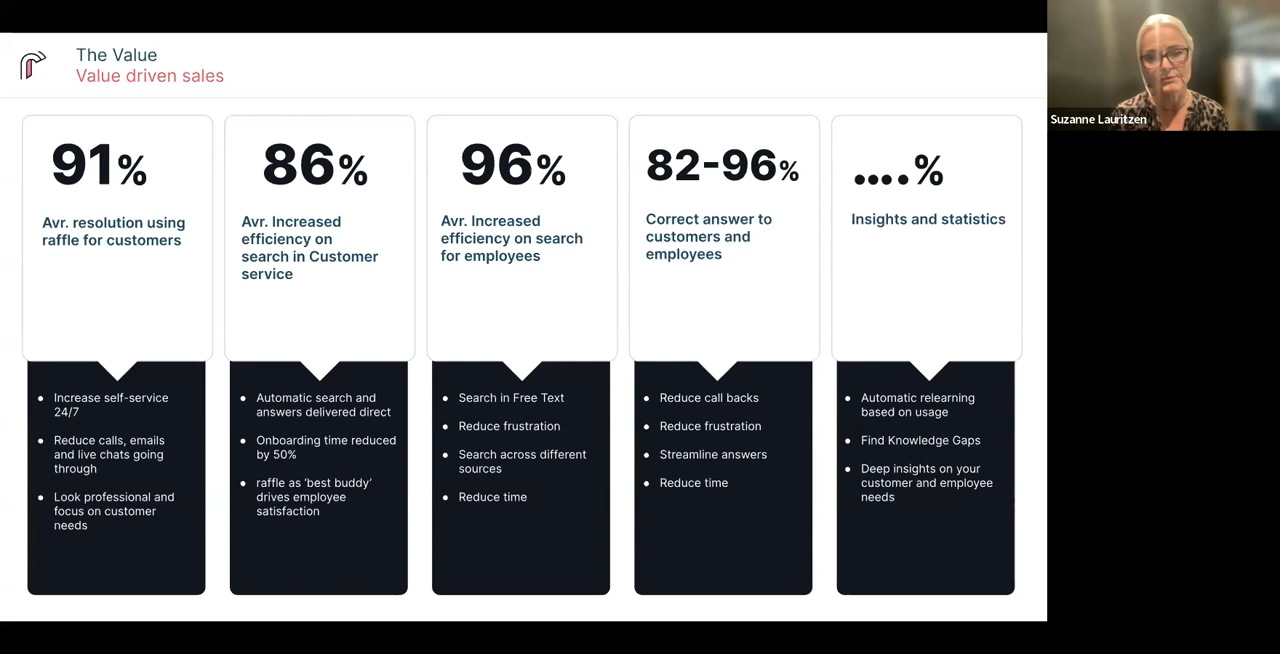 The Value
Value driven sales
91%
Avr. resolution using
raffle for customers
Increase self-service
24/7
Reduce calls, emails
and live chats going
through
Look professional and
focus on customer
needs
86%
Avr. Increased
efficiency on
search in Customer
service
Automatic search and
answers delivered direct
Onboarding time reduced
by 50%
raffle as ‘best buddy’
drives employee
satisfaction
96%
Avr. Increased
efficiency on search
for employees
Search in Free Text
Reduce frustration
Search across different
sources
Reduce time
82-96%
Correct answer to
customers and
employees
Reduce call backs
Reduce frustration
Streamline answers
Reduce time
....%
Insights and statistics
Automatic relearning
based on usage
Find Knowledge Gaps
Deep insights on your
customer and employee
needs
Suzanne Lauritzen